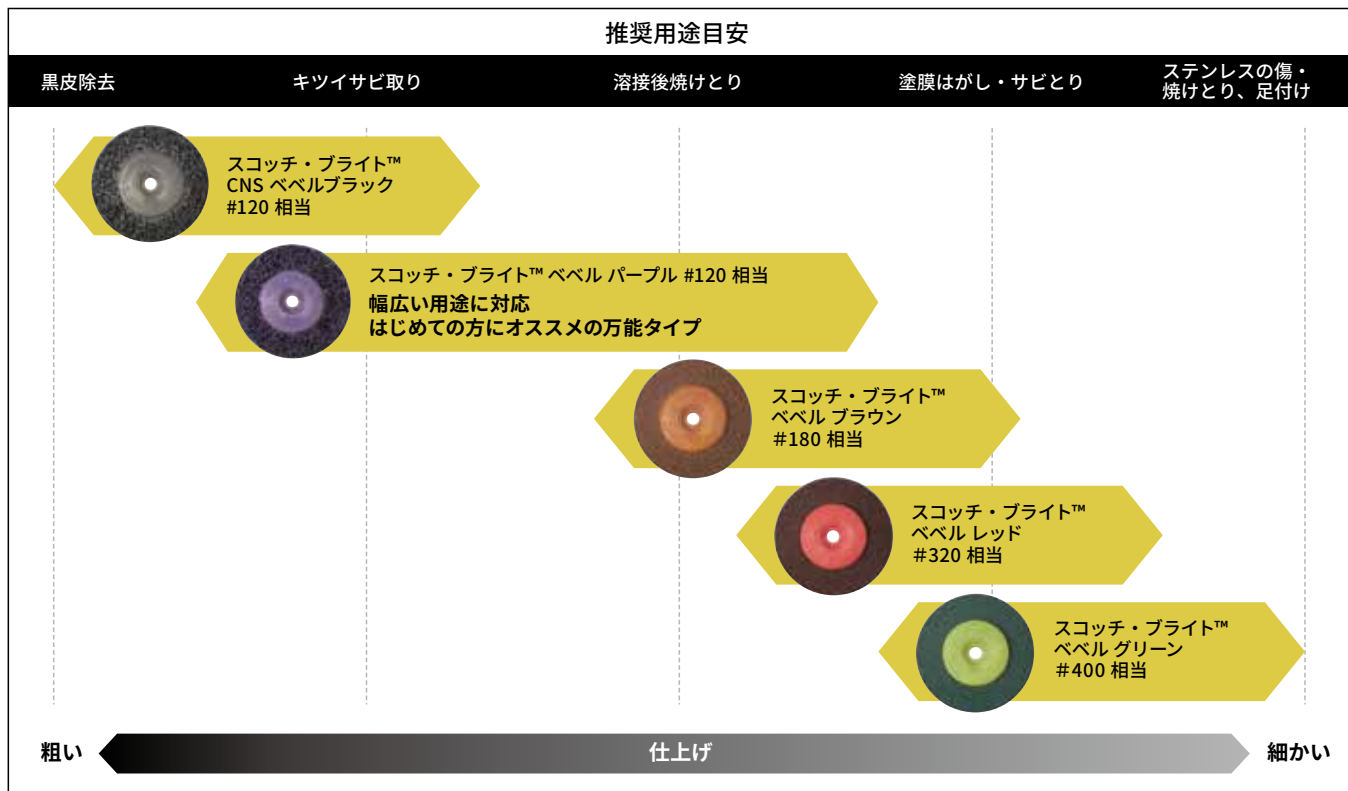 推奨用途目安
黒皮除去
キツイサビ取り
溶接後焼けとり
塗膜はがし・サビとり
ステンレスの傷・
焼けとり、足付け
スコッチ・ブライト™
CNS ベベルブラック
#120 相当
スコッチ・ブライト™ ベベル パープル #120 相当
幅広い用途に対応
はじめての方にオススメの万能タイプ
スコッチ・ブライト™
ベベル ブラウン
＃180 相当
スコッチ・ブライト™
ベベル レッド
＃320 相当
スコッチ・ブライト™
ベベル グリーン
＃400 相当
粗い
仕上げ
細かい